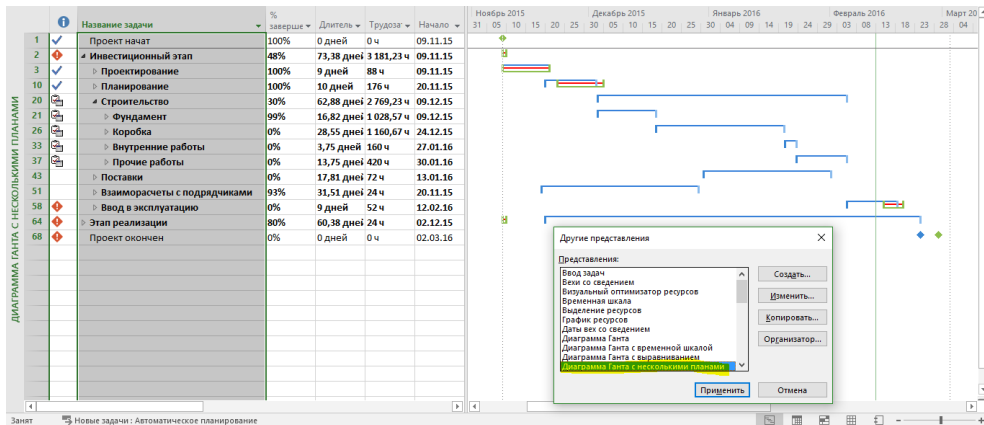 ДИАГРАММА ГАНТА С НЕСКОЛЬКИМИ ПЛАНАМИ
Название задачи % заверше Длитель Трудоза Начало
Ноябрь 2015 Декабрь 2015 Январь 2016 Февраль 2016 Март 20
31 05 10 15 20 25 30 05 10 15 20 25 30 04 09 14 19 24 29 03 08 13 18 23 28 04
1 Проект начат 100% 0 дней 0 ч 09.11.15
2 Инвестиционный этап 48% 73,38 дней 3 181,23 ч 09.11.15
3 Проектирование 100% 9 дней 88 ч 09.11.15
10 Планирование 100% 10 дней 176 ч 20.11.15
20 Строительство 30% 62,88 дней 2 769,23 ч 09.12.15
21 Фундамент 99% 16,82 дней 1 028,57 ч 09.12.15
26 Коробка 0% 28,55 дней 1 160,67 ч 24.12.15
33 Внутренние работы 0% 3,75 дней 160 ч 27.01.16
37 Прочие работы 0% 13,75 дней 420 ч 30.01.16
43 Поставки 0% 17,81 дней 72 ч 13.01.16
51 Взаиморасчеты с подрядчиками 93% 31,51 дней 24 ч 20.11.15
58 Ввод в эксплуатацию 0% 9 дней 52 ч 12.02.16
64 Этап реализации 80% 60,38 дней 24 ч 02.12.15
68 Проект окончен 0% 0 дней 0 ч 02.03.16
Другие представления
Представления:
Ввод задач
Вехи со сведением
Визуальный оптимизатор ресурсов
Временная шкала
Выделение ресурсов
График ресурсов
Даты вех со сведением
Диаграмма Ганта
Диаграмма Ганта с временной шкалой
Диаграмма Ганта с выравниванием
Диаграмма Ганта с несколькими планами
Создать...
Изменить...
Копировать...
Организатор...
Применить Отмена
Занят Новые задачи : Автоматическое планирование